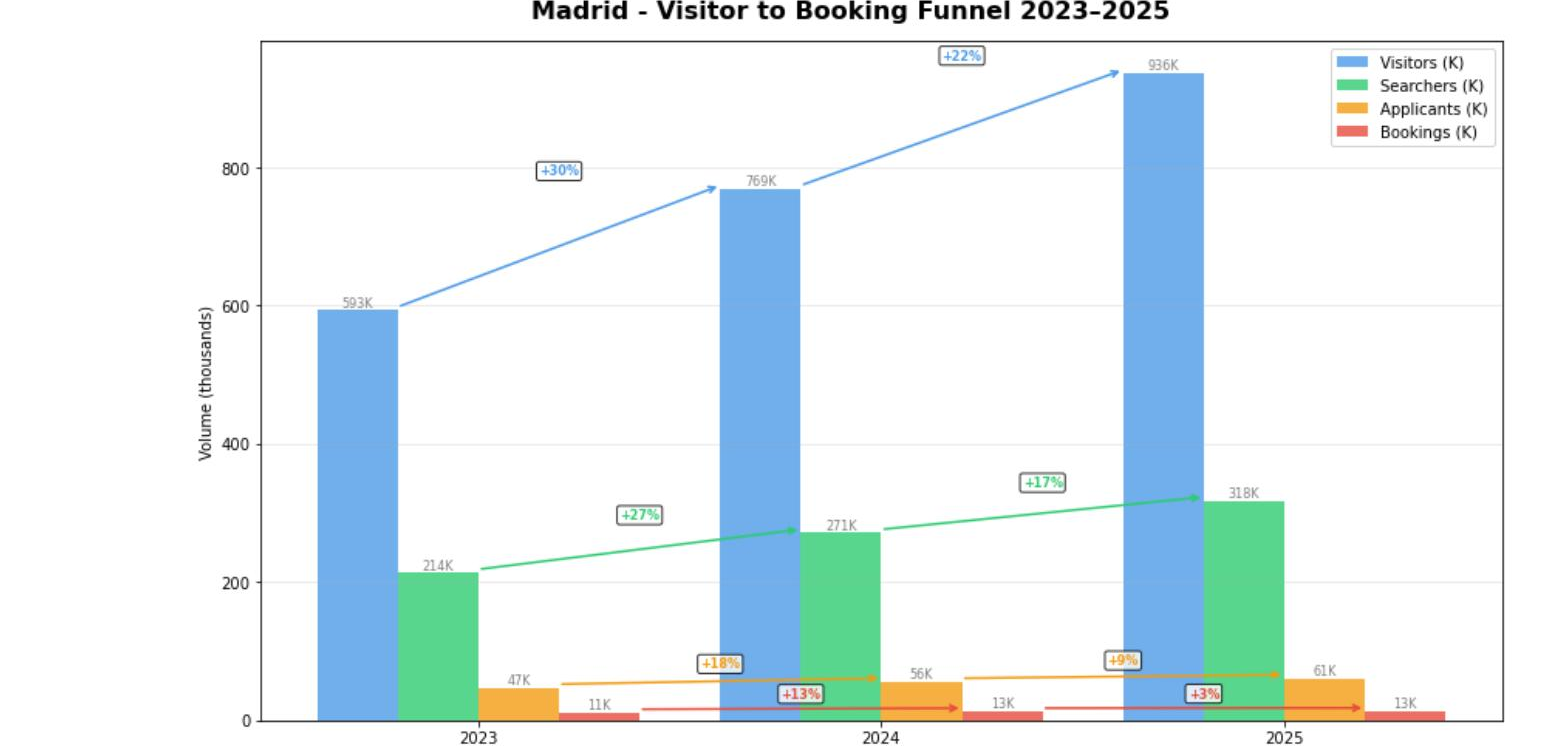 Madrid - Visitor to Booking Funnel 2023–2025
Visitors (K)
Searchers (K)
Applicants (K)
Bookings (K)
Volume (thousands)
800
600
400
200
0
+22%
936K
+30%
769K
593K
+17%
318K
+27%
271K
214K
+18%
+9%
47K
56K
61K
+13%
+3%
11K
13K
13K
2023
2024
2025